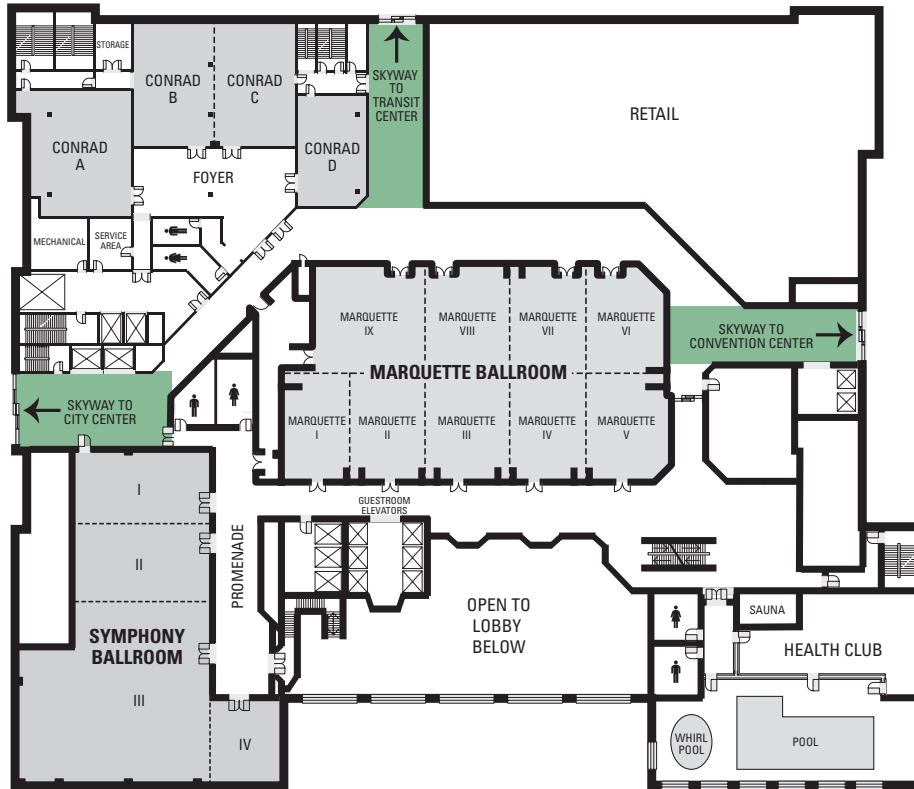 STORAGE
CONRAD
B
CONRAD
C
SKYWAY
TO
TRANSIT
CENTER
RETAIL
CONRAD
A
CONRAD
D
FOYER
MECHANICAL
SERVICE
AREA
MARQUETTE
IX
MARQUETTE
VIII
MARQUETTE
VII
MARQUETTE
VI
SKYWAY TO
CONVENTION CENTER
MARQUETTE BALLROOM
SKYWAY TO
CITY CENTER
MARQUETTE
I
MARQUETTE
II
MARQUETTE
III
MARQUETTE
IV
MARQUETTE
V
GUESTROOM
ELEVATORS
I
II
PROMENADE
SYMPHONY
BALLROOM
III
IV
OPEN TO
LOBBY
BELOW
SAUNA
HEALTH CLUB
WHIRL
POOL
POOL